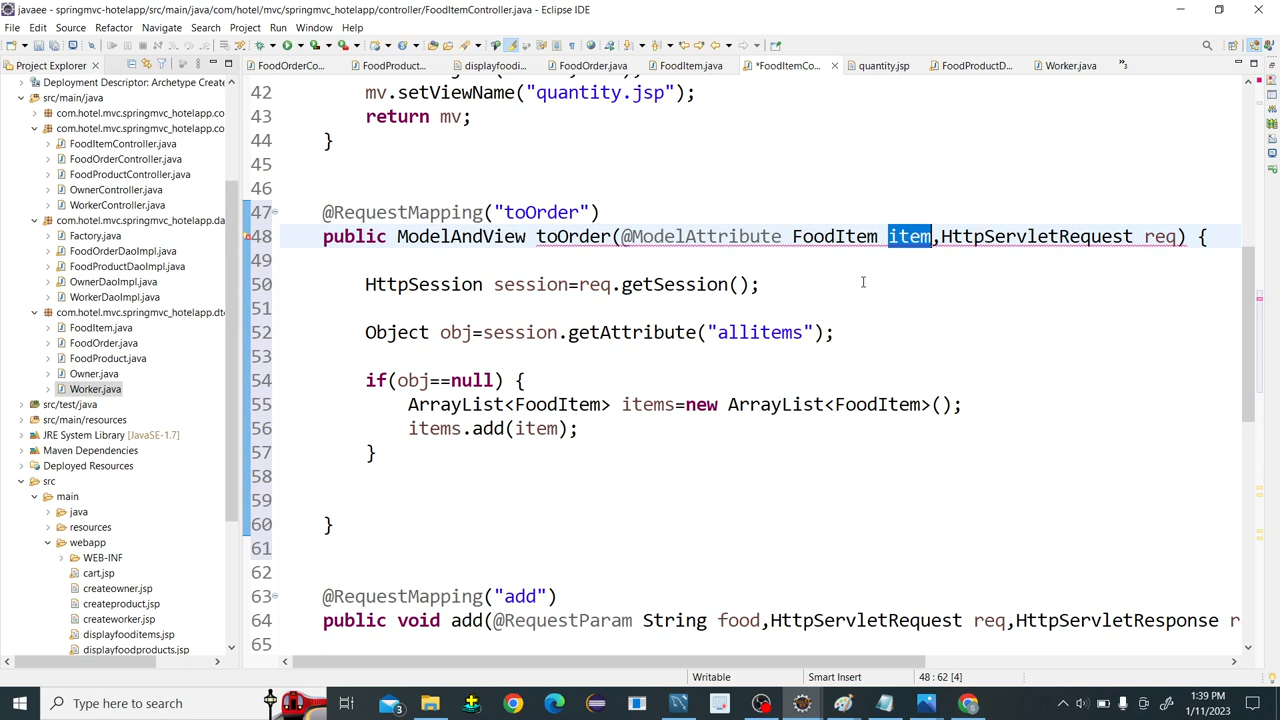 javaee - springmvc-hotelapp/src/main/java/com/hotel/mvc/springmvc_hotelapp/controller/FoodItemController.java - Eclipse IDE
File Edit Source Refactor Navigate Search Project Run Window Help
Project Explorer
FoodOrderCo...
FoodProduct...
displayfoodi...
FoodOrder.java
FoodItem.java
*FoodItemCo...
quantity.jsp
FoodProductD...
Worker.java
Deployment Descriptor: Archetype Create
src/main/java
com.hotel.mvc.springmvc_hotelapp.co
com.hotel.mvc.springmvc_hotelapp.co
FoodItemController.java
FoodOrderController.java
FoodProductController.java
OwnerController.java
WorkerController.java
com.hotel.mvc.springmvc_hotelapp.da
Factory.java
FoodOrderDaoImpl.java
FoodProductDaoImpl.java
OwnerDaoImpl.java
WorkerDaoImpl.java
com.hotel.mvc.springmvc_hotelapp.dt
FoodItem.java
FoodOrder.java
FoodProduct.java
Owner.java
Worker.java
src/test/java
src/main/resources
JRE System Library [JavaSE-1.7]
Maven Dependencies
Deployed Resources
src
main
java
resources
webapp
WEB-INF
cart.jsp
createowner.jsp
createproduct.jsp
createworker.jsp
displayfooditems.jsp
displayfoodproducts.jsp
42 mv.setViewName("quantity.jsp");
43 return mv;
44 }
45
46
47 @RequestMapping("toOrder")
48 public ModelAndView toOrder(@ModelAttribute FoodItem item,HttpServletRequest req) {
49
50 HttpSession session=req.getSession();
51
52 Object obj=session.getAttribute("allitems");
53
54 if(obj==null) {
55 ArrayList<FoodItem> items=new ArrayList<FoodItem>();
56 items.add(item);
57 }
58
59
60 }
61
62
63 @RequestMapping("add")
64 public void add(@RequestParam String food,HttpServletRequest req,HttpServletResponse r
65
Writable Smart Insert 48 : 62 [4]
Type here to search
3
1:39 PM
1/11/2023